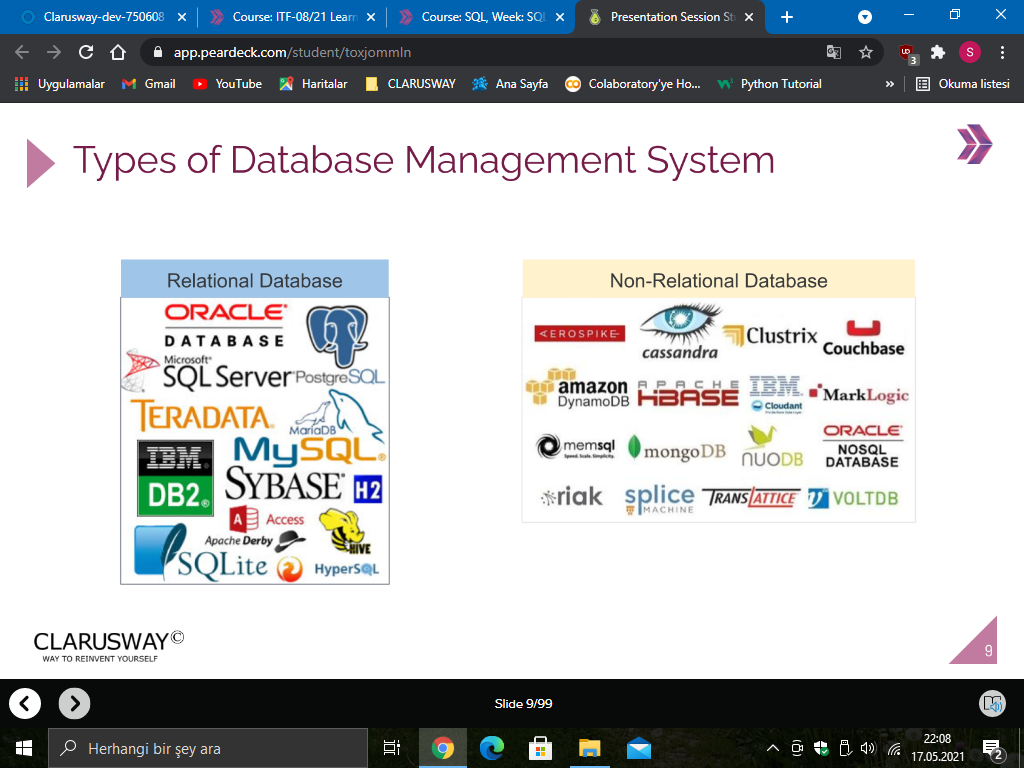 Clarusway-dev-750608
Course: ITF-08/21 Learn
Course: SQL, Week: SQL
Presentation Session St
app.peardeck.com/student/toxjommln
S
UD
3
Uygulamalar
Gmail
YouTube
Haritalar
CLARUSWAY
Ana Sayfa
Colaboratory'ye Ho...
Python Tutorial
»
Okuma listesi
Types of Database Management System
Relational Database
ORACLE
DATABASE
Microsoft
SQL Server
PostgreSQL
TERADATA.
MariaDB
IBM.
DB2.
MySQL
SYBASE
H2
A
Access
Apache Derby
HIVE
SQLite
HyperSQL
Non-Relational Database
AEROSPIKE
cassandra
Clustrix
Couchbase
amazon
DynamoDB
APACHE
HBASE
IBM.
Cloudant
MarkLogic
memsql
Speed. Scale. Simplicity.
mongoDB
NUODB
ORACLE
NOSQL
DATABASE
riak
splice
MACHINE
TRANSLATTICE
VOLTDB
CLARUSWAY©
WAY TO REINVENT YOURSELF
9
Slide 9/99
Herhangi bir şey ara
22:08
17.05.2021
2